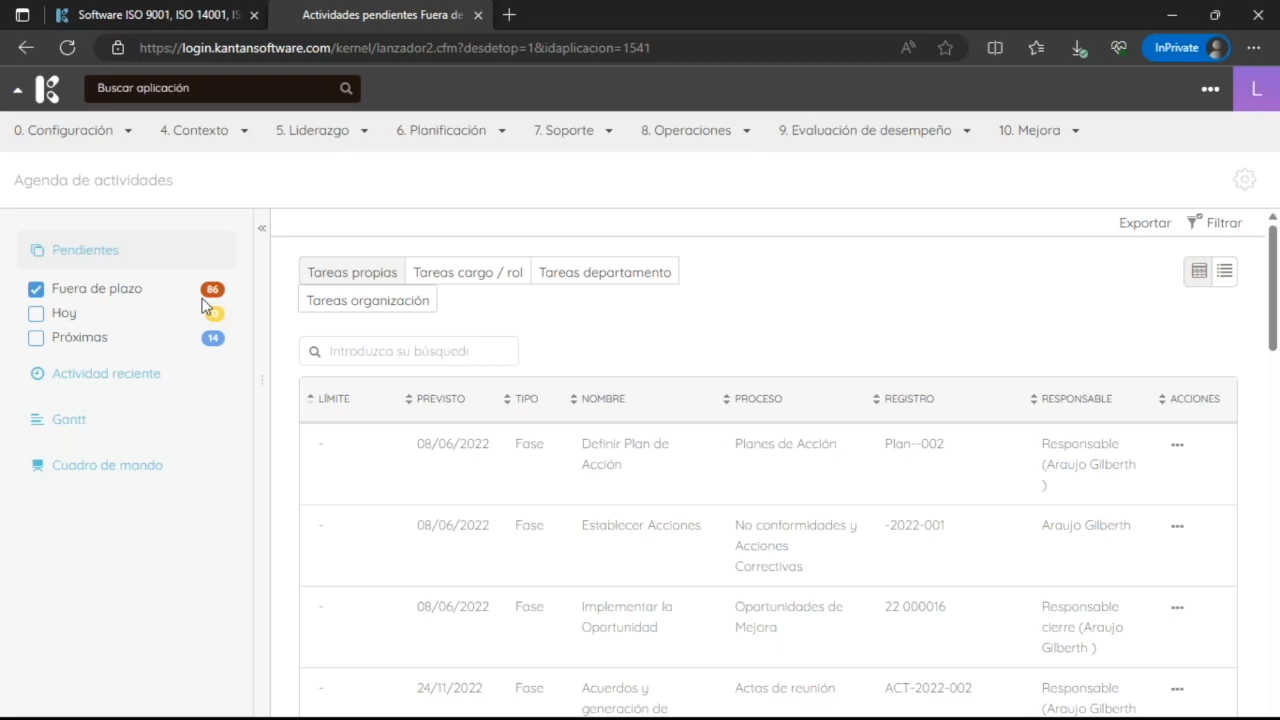 Software ISO 9001, ISO 14001, IS
Actividades pendientes Fuera de
https://login.kantansoftware.com/kernel/lanzador2.cfm?desdetop=1&idaplicacion=1541
InPrivate
Buscar aplicación
L
0. Configuración 4. Contexto 5. Liderazgo 6. Planificación 7. Soporte 8. Operaciones 9. Evaluación de desempeño 10. Mejora
Agenda de actividades
Exportar Filtrar
Pendientes
Fuera de plazo 86
Hoy
Próximas 14
Actividad reciente
Gantt
Cuadro de mando
Tareas propias Tareas cargo / rol Tareas departamento
Tareas organización
Introduzca su búsqued
LÍMITE PREVISTO TIPO NOMBRE PROCESO REGISTRO RESPONSABLE ACCIONES
- 08/06/2022 Fase Definir Plan de Planes de Acción Plan--002 Responsable •••
Acción (Araujo Gilberth
)
- 08/06/2022 Fase Establecer Acciones No conformidades y -2022-001 Araujo Gilberth •••
Acciones
Correctivas
- 08/06/2022 Fase Implementar la Oportunidades de 22 000016 Responsable •••
Oportunidad Mejora cierre (Araujo
Gilberth )
- 24/11/2022 Fase Acuerdos y Actas de reunión ACT-2022-002 Responsable •••
generación de (Araujo Gilberth